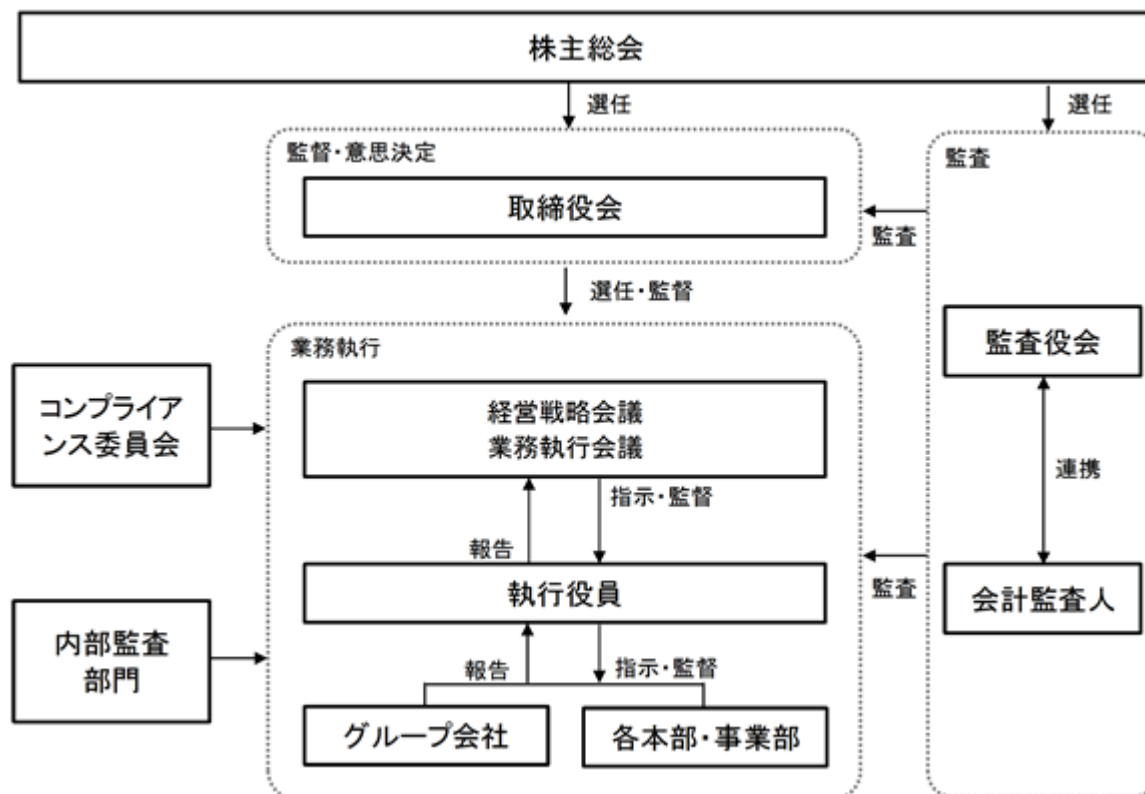 株主総会
選任
選任
監督・意思決定
取締役会
監査
監査
選任・監督
業務執行
経営戦略会議
業務執行会議
コンプライア
ンス委員会
監査役会
指示・監督
報告
連携
執行役員
監査
会計監査人
内部監査
部門
報告
指示・監督
グループ会社
各本部・事業部